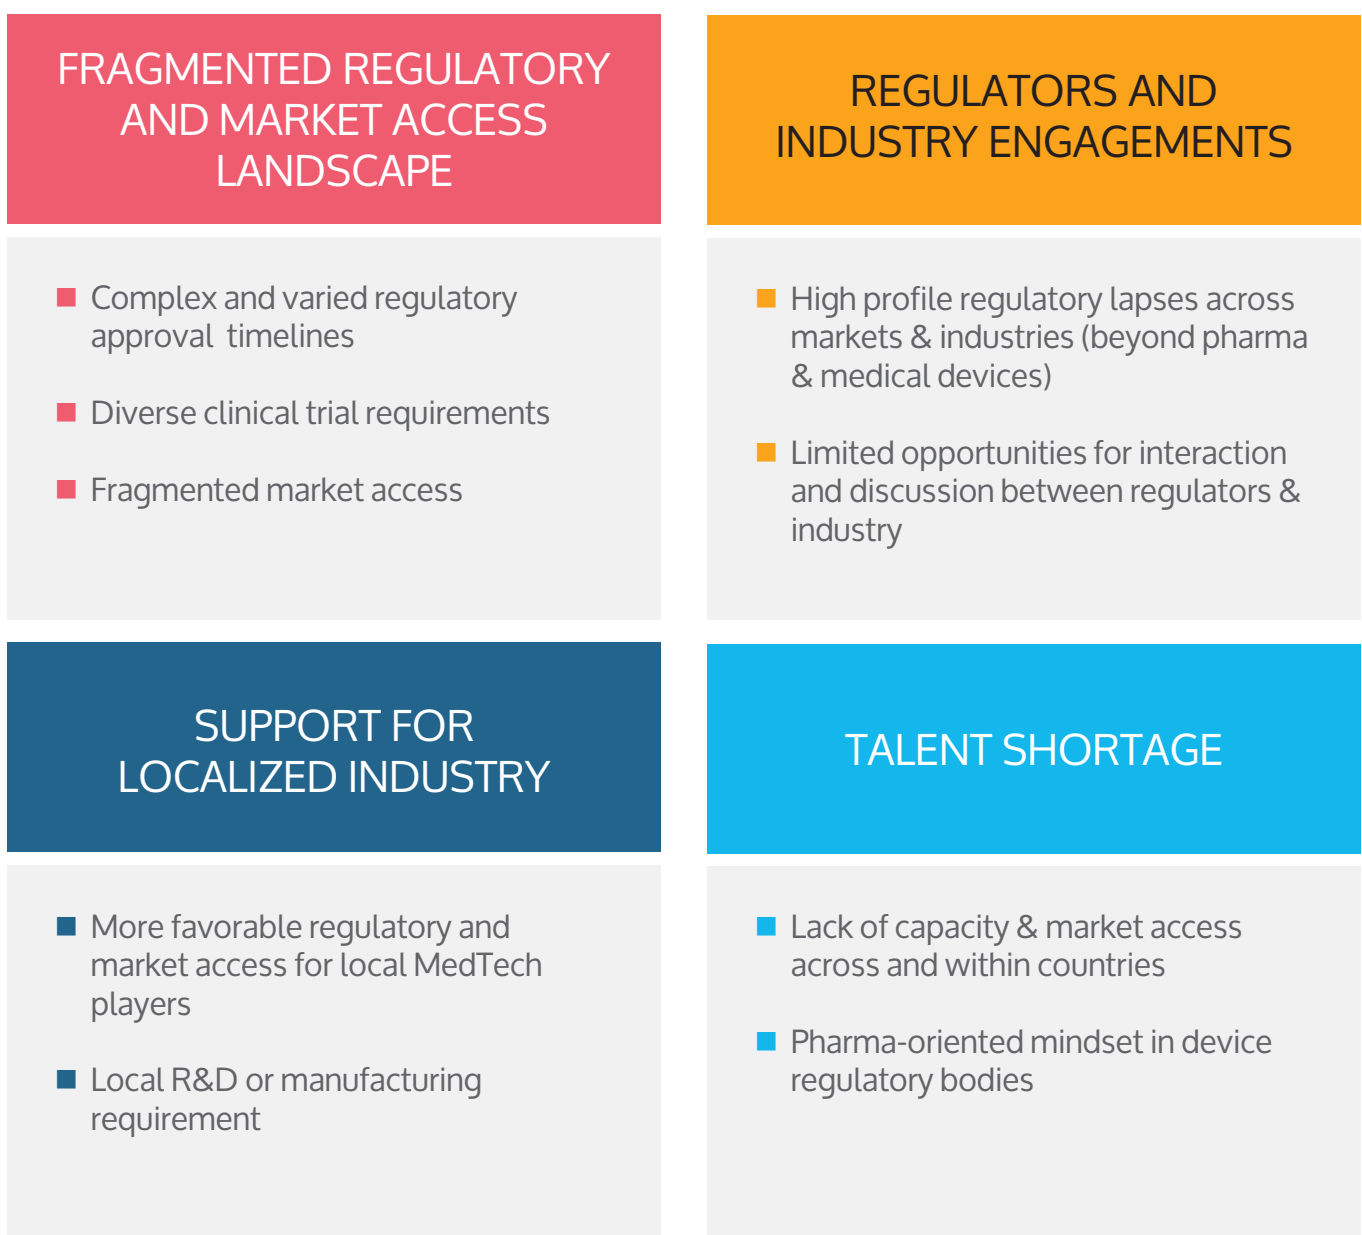 FRAGMENTED REGULATORY
AND MARKET ACCESS
LANDSCAPE
Complex and varied regulatory
approval timelines
Diverse clinical trial requirements
Fragmented market access
REGULATORS AND
INDUSTRY ENGAGEMENTS
High profile regulatory lapses across
markets & industries (beyond pharma
& medical devices)
Limited opportunities for interaction
and discussion between regulators &
industry
SUPPORT FOR
LOCALIZED INDUSTRY
More favorable regulatory and
market access for local MedTech
players
Local R&D or manufacturing
requirement
TALENT SHORTAGE
Lack of capacity & market access
across and within countries
Pharma-oriented mindset in device
regulatory bodies